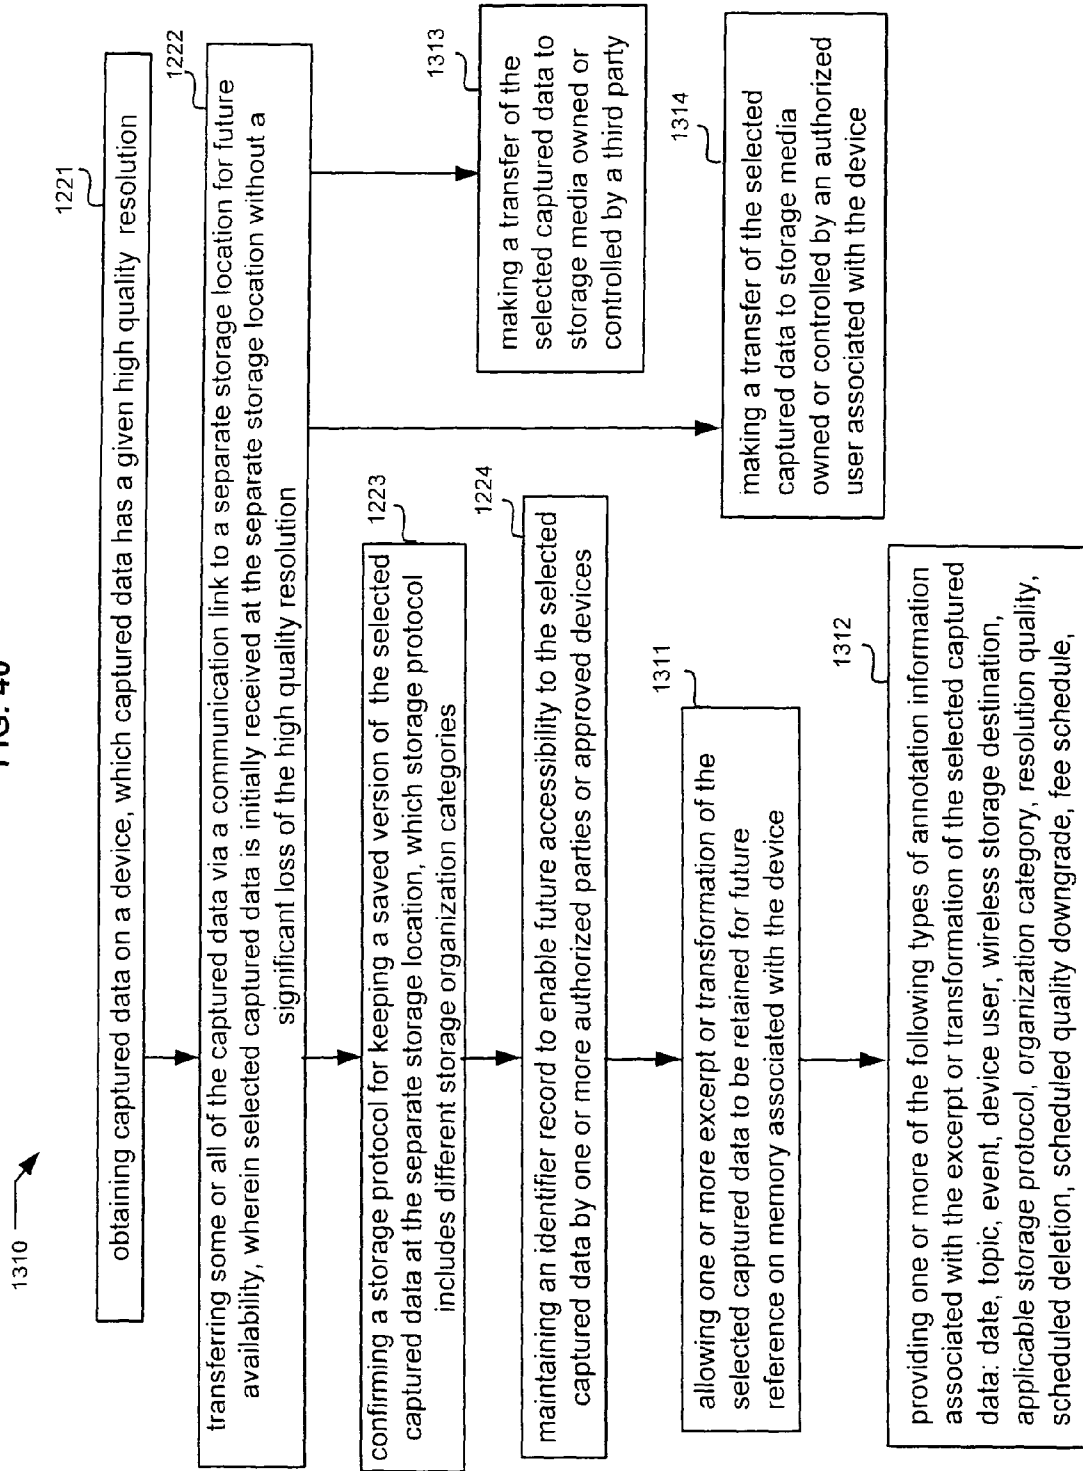 FIG. 40
1310
1221
obtaining captured data on a device, which captured data has a given high quality resolution
1222
transferring some or all of the captured data via a communication link to a separate storage location for future
availability, wherein selected captured data is initially received at the separate storage location without a
significant loss of the high quality resolution
1223
confirming a storage protocol for keeping a saved version of the selected
captured data at the separate storage location, which storage protocol
includes different storage organization categories
1224
maintaining an identifier record to enable future accessibility to the selected
captured data by one or more authorized parties or approved devices
1311
allowing one or more excerpt or transformation of the
selected captured data to be retained for future
reference on memory associated with the device
1312
providing one or more of the following types of annotation information
associated with the excerpt or transformation of the selected captured
data: date, topic, event, device user, wireless storage destination,
applicable storage protocol, organization category, resolution quality,
scheduled deletion, scheduled quality downgrade, fee schedule,
1313
making a transfer of the
selected captured data to
storage media owned or
controlled by a third party
1314
making a transfer of the selected
captured data to storage media
owned or controlled by an authorized
user associated with the device